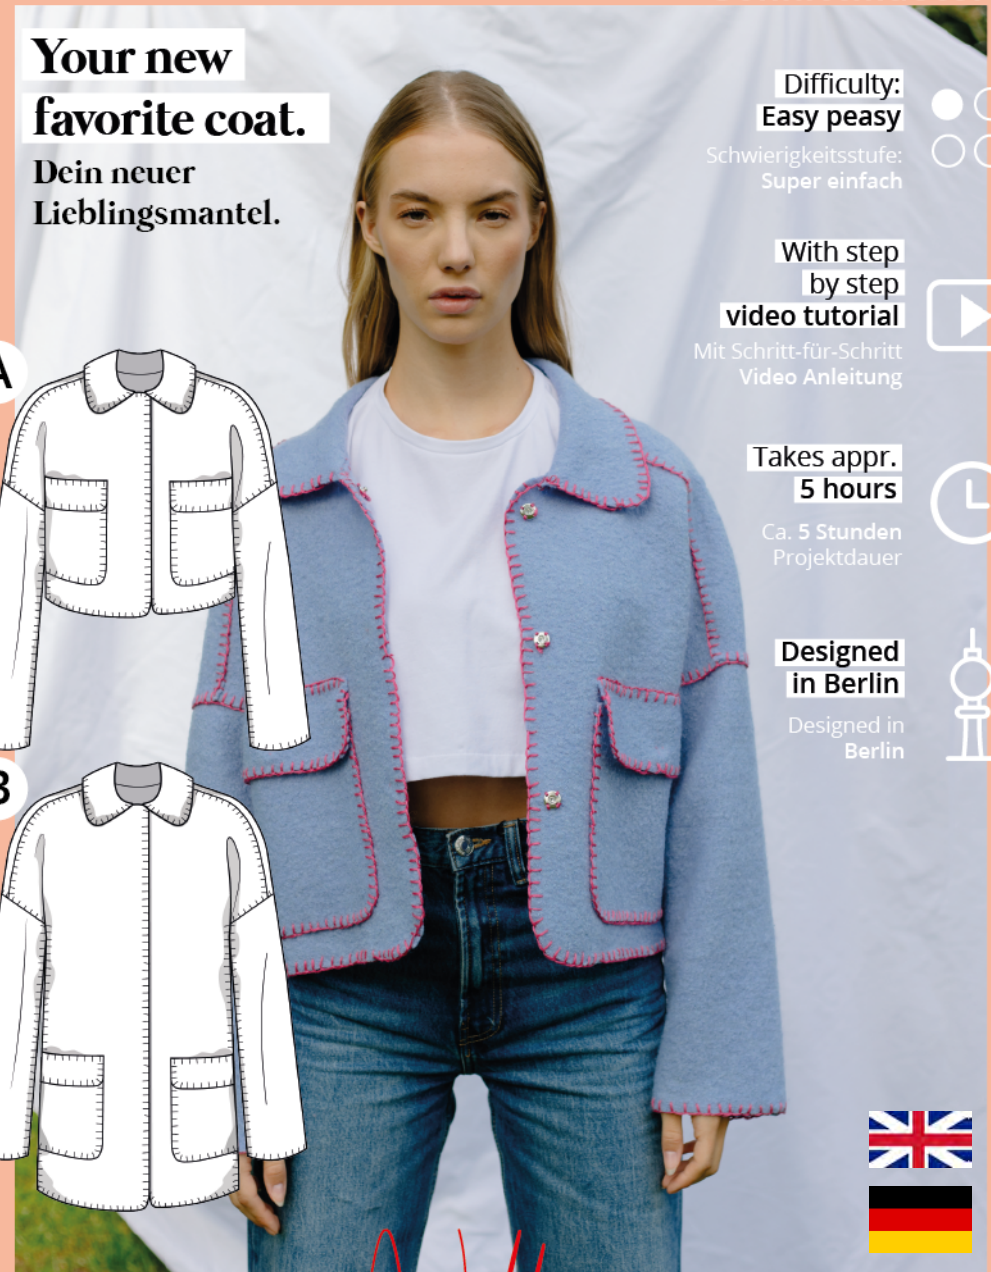 Your new
favorite coat.
Dein neuer
Lieblingsmantel.
Difficulty:
Easy peasy
Schwierigkeitsstufe:
Super einfach
With step
by step
video tutorial
Mit Schritt-für-Schritt
Video Anleitung
Takes appr.
5 hours
Ca. 5 Stunden
Projektdauer
Designed
in Berlin
Designed in
Berlin
A
B